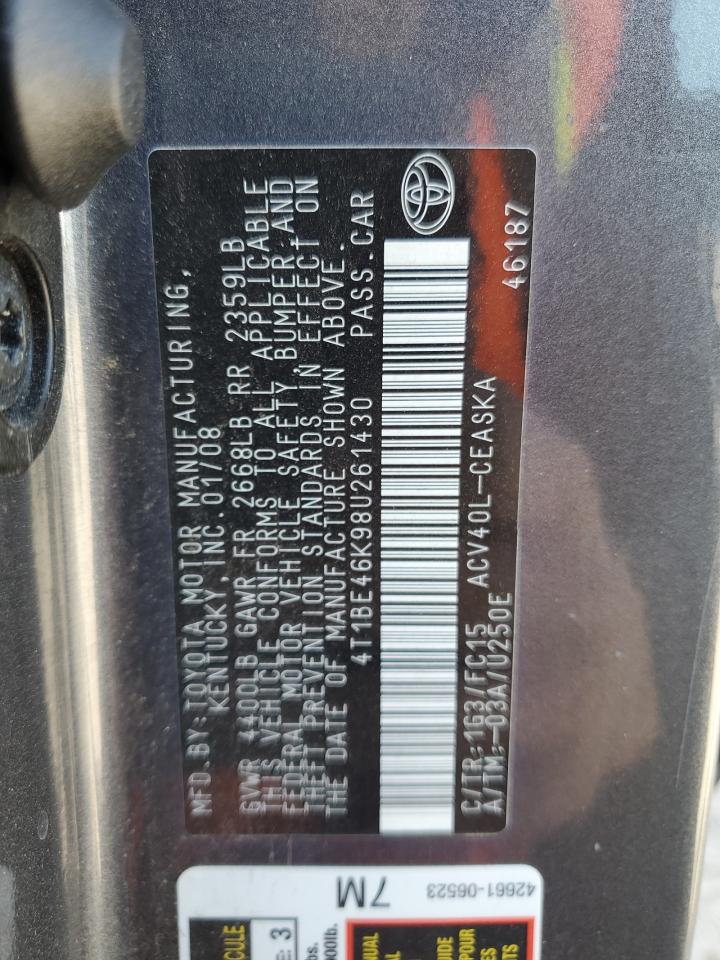 MFD.BY:TOYOTA MOTOR MANUFACTURING,
KENTUCKY,INC.01/08
GVWR 4400LB GAWR FR 2668LB RR 2359LB
THIS VEHICLE CONFORMS TO ALL APPLICABLE
FEDERAL MOTOR VEHICLE SAFETY,BUMPER,AND
THEFT PREVENTION STANDARDS IN EFFECT ON
THE DATE OF MANUFACTURE SHOWN ABOVE.
4T1BE46K98U261430 PASS.CAR
C/TR:1G3/FC15 ACV40L-CEASKA
A/TM:-03A/U250E 46187
7M
42661-06523